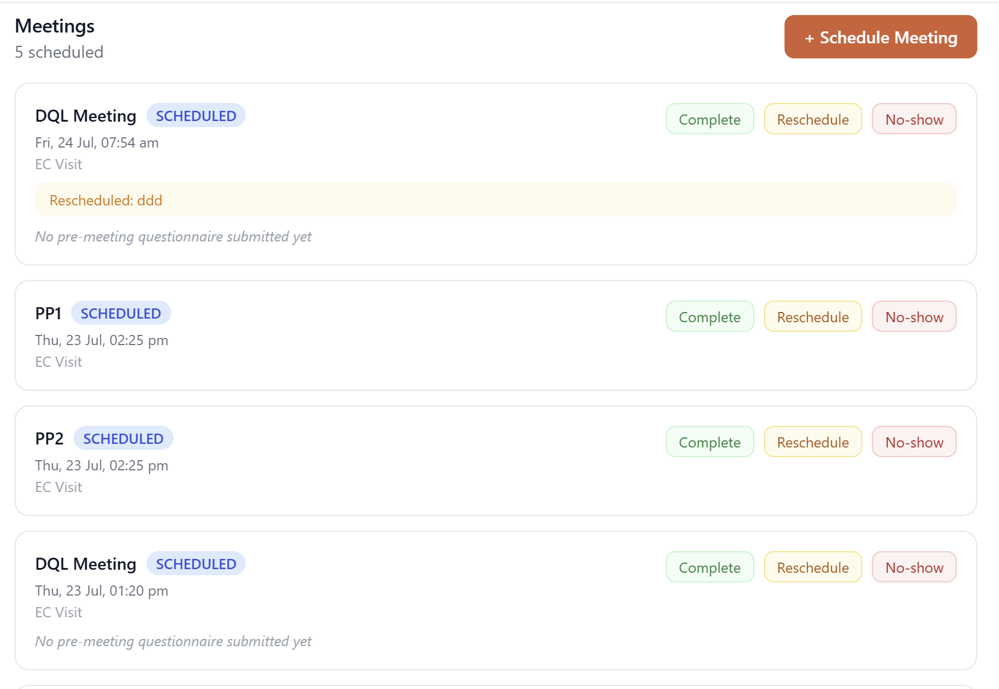 Meetings
5 scheduled
+ Schedule Meeting
DQL Meeting SCHEDULED
Complete Reschedule No-show
Fri, 24 Jul, 07:54 am
EC Visit
Rescheduled: ddd
No pre-meeting questionnaire submitted yet
PP1 SCHEDULED
Complete Reschedule No-show
Thu, 23 Jul, 02:25 pm
EC Visit
PP2 SCHEDULED
Complete Reschedule No-show
Thu, 23 Jul, 02:25 pm
EC Visit
DQL Meeting SCHEDULED
Complete Reschedule No-show
Thu, 23 Jul, 01:20 pm
EC Visit
No pre-meeting questionnaire submitted yet